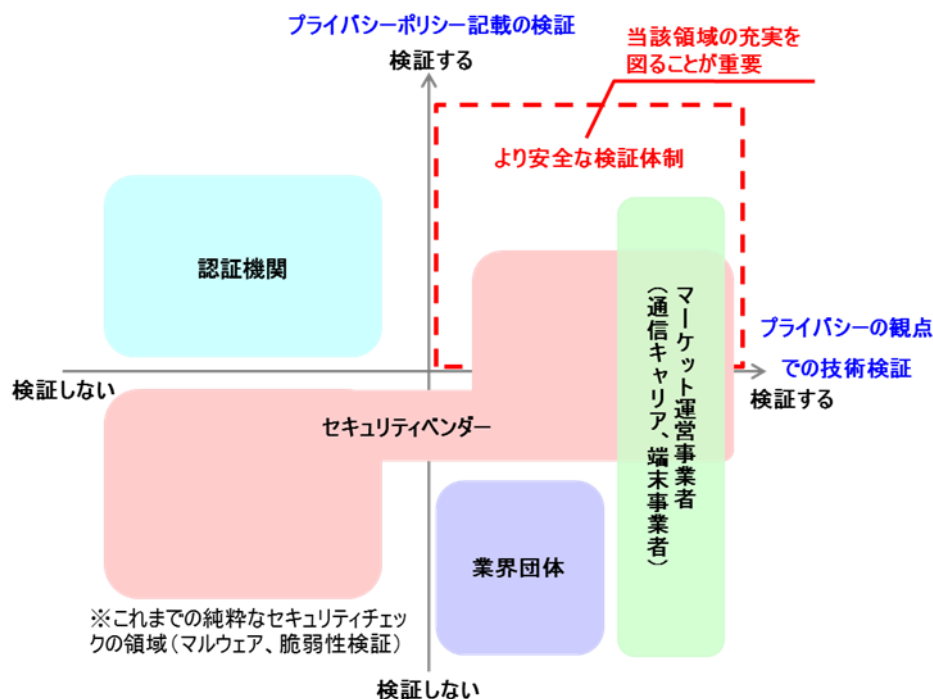 プライバシーポリシー記載の検証
検証する
当該領域の充実を
図ることが重要
より安全な検証体制
認証機関
マーケット運営事業者
（通信キャリア、端末事業者）
プライバシーの観点
での技術検証
検証しない
検証する
セキュリティベンダー
業界団体
※これまでの純粋なセキュリティチェッ
クの領域（マルウェア、脆弱性検証）
検証しない